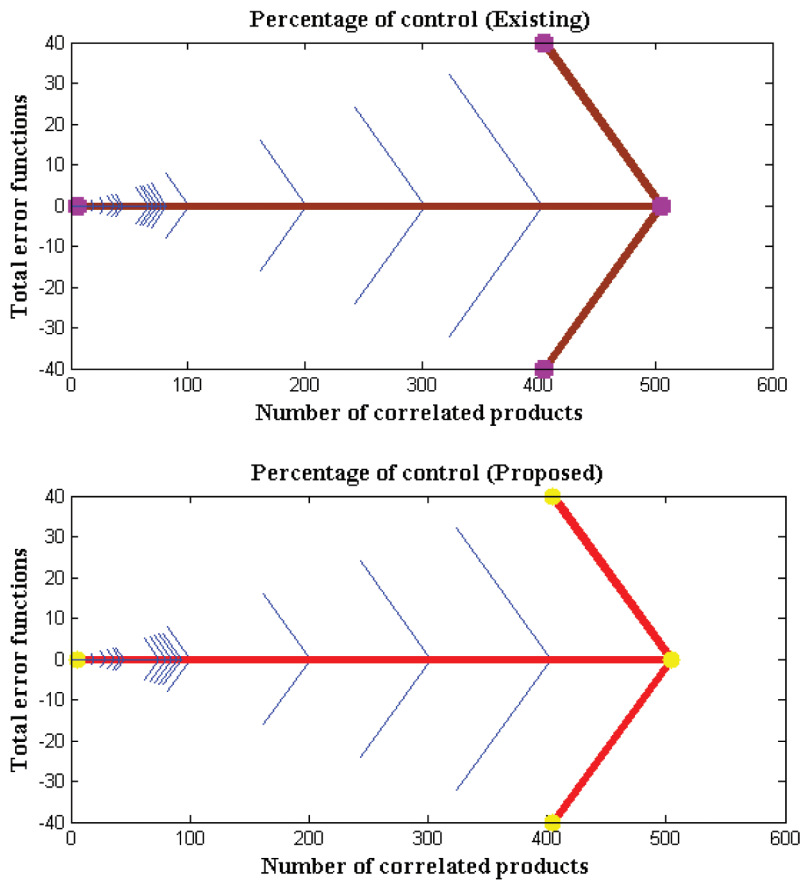 Percentage of control (Existing)
Total error functions
40
30
20
10
0
-10
-20
-30
-40
0 100 200 300 400 500 600
Number of correlated products
Percentage of control (Proposed)
Total error functions
40
30
20
10
0
-10
-20
-30
-40
0 100 200 300 400 500 600
Number of correlated products